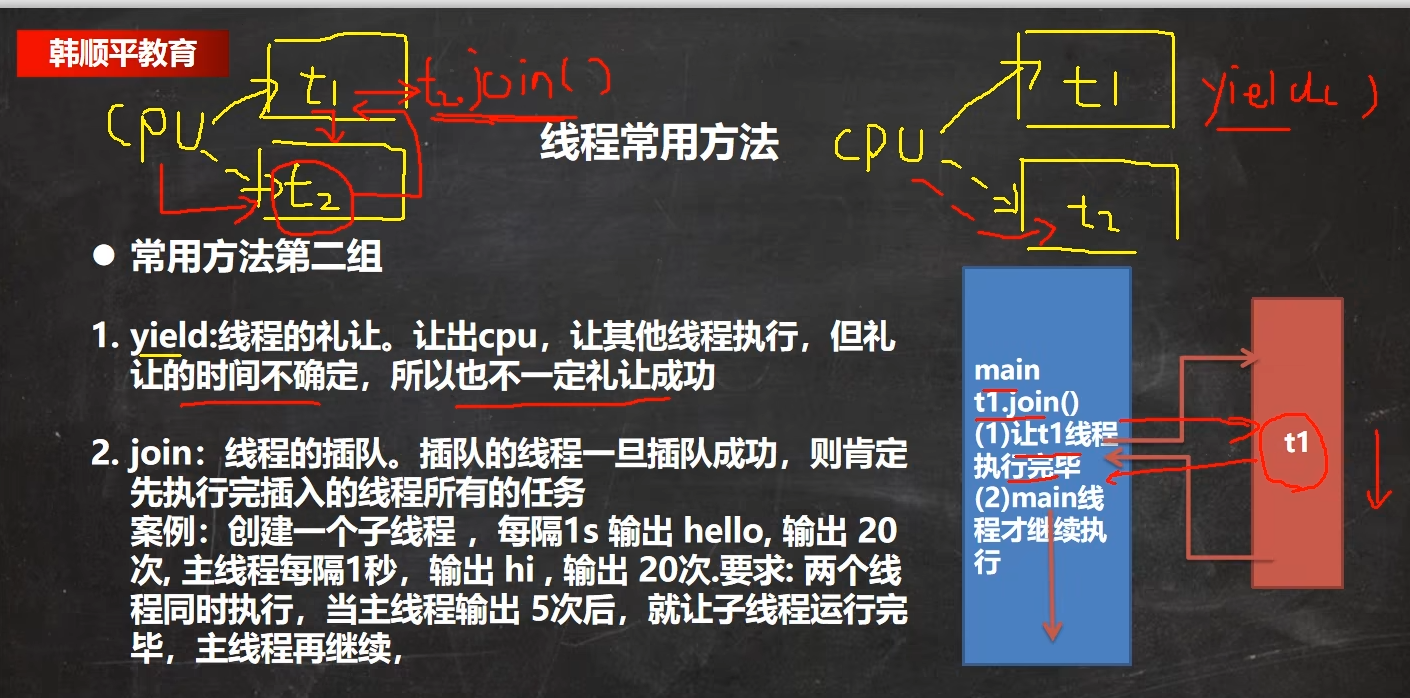 韩顺平教育
t1
t2.join()
cpu
t2
t1
yield()
cpu
t2
线程常用方法
● 常用方法第二组
1. yield:线程的礼让。让出cpu，让其他线程执行，但礼
让的时间不确定，所以也不一定礼让成功
2. join：线程的插队。插队的线程一旦插队成功，则肯定
先执行完插入的线程所有的任务
案例：创建一个子线程 ，每隔1s 输出 hello, 输出 20
次, 主线程每隔1秒，输出 hi , 输出 20次.要求: 两个线
程同时执行，当主线程输出 5次后，就让子线程运行完
毕，主线程再继续，
main
t1.join()
(1)让t1线程
执行完毕
(2)main线
程才继续执
行
t1